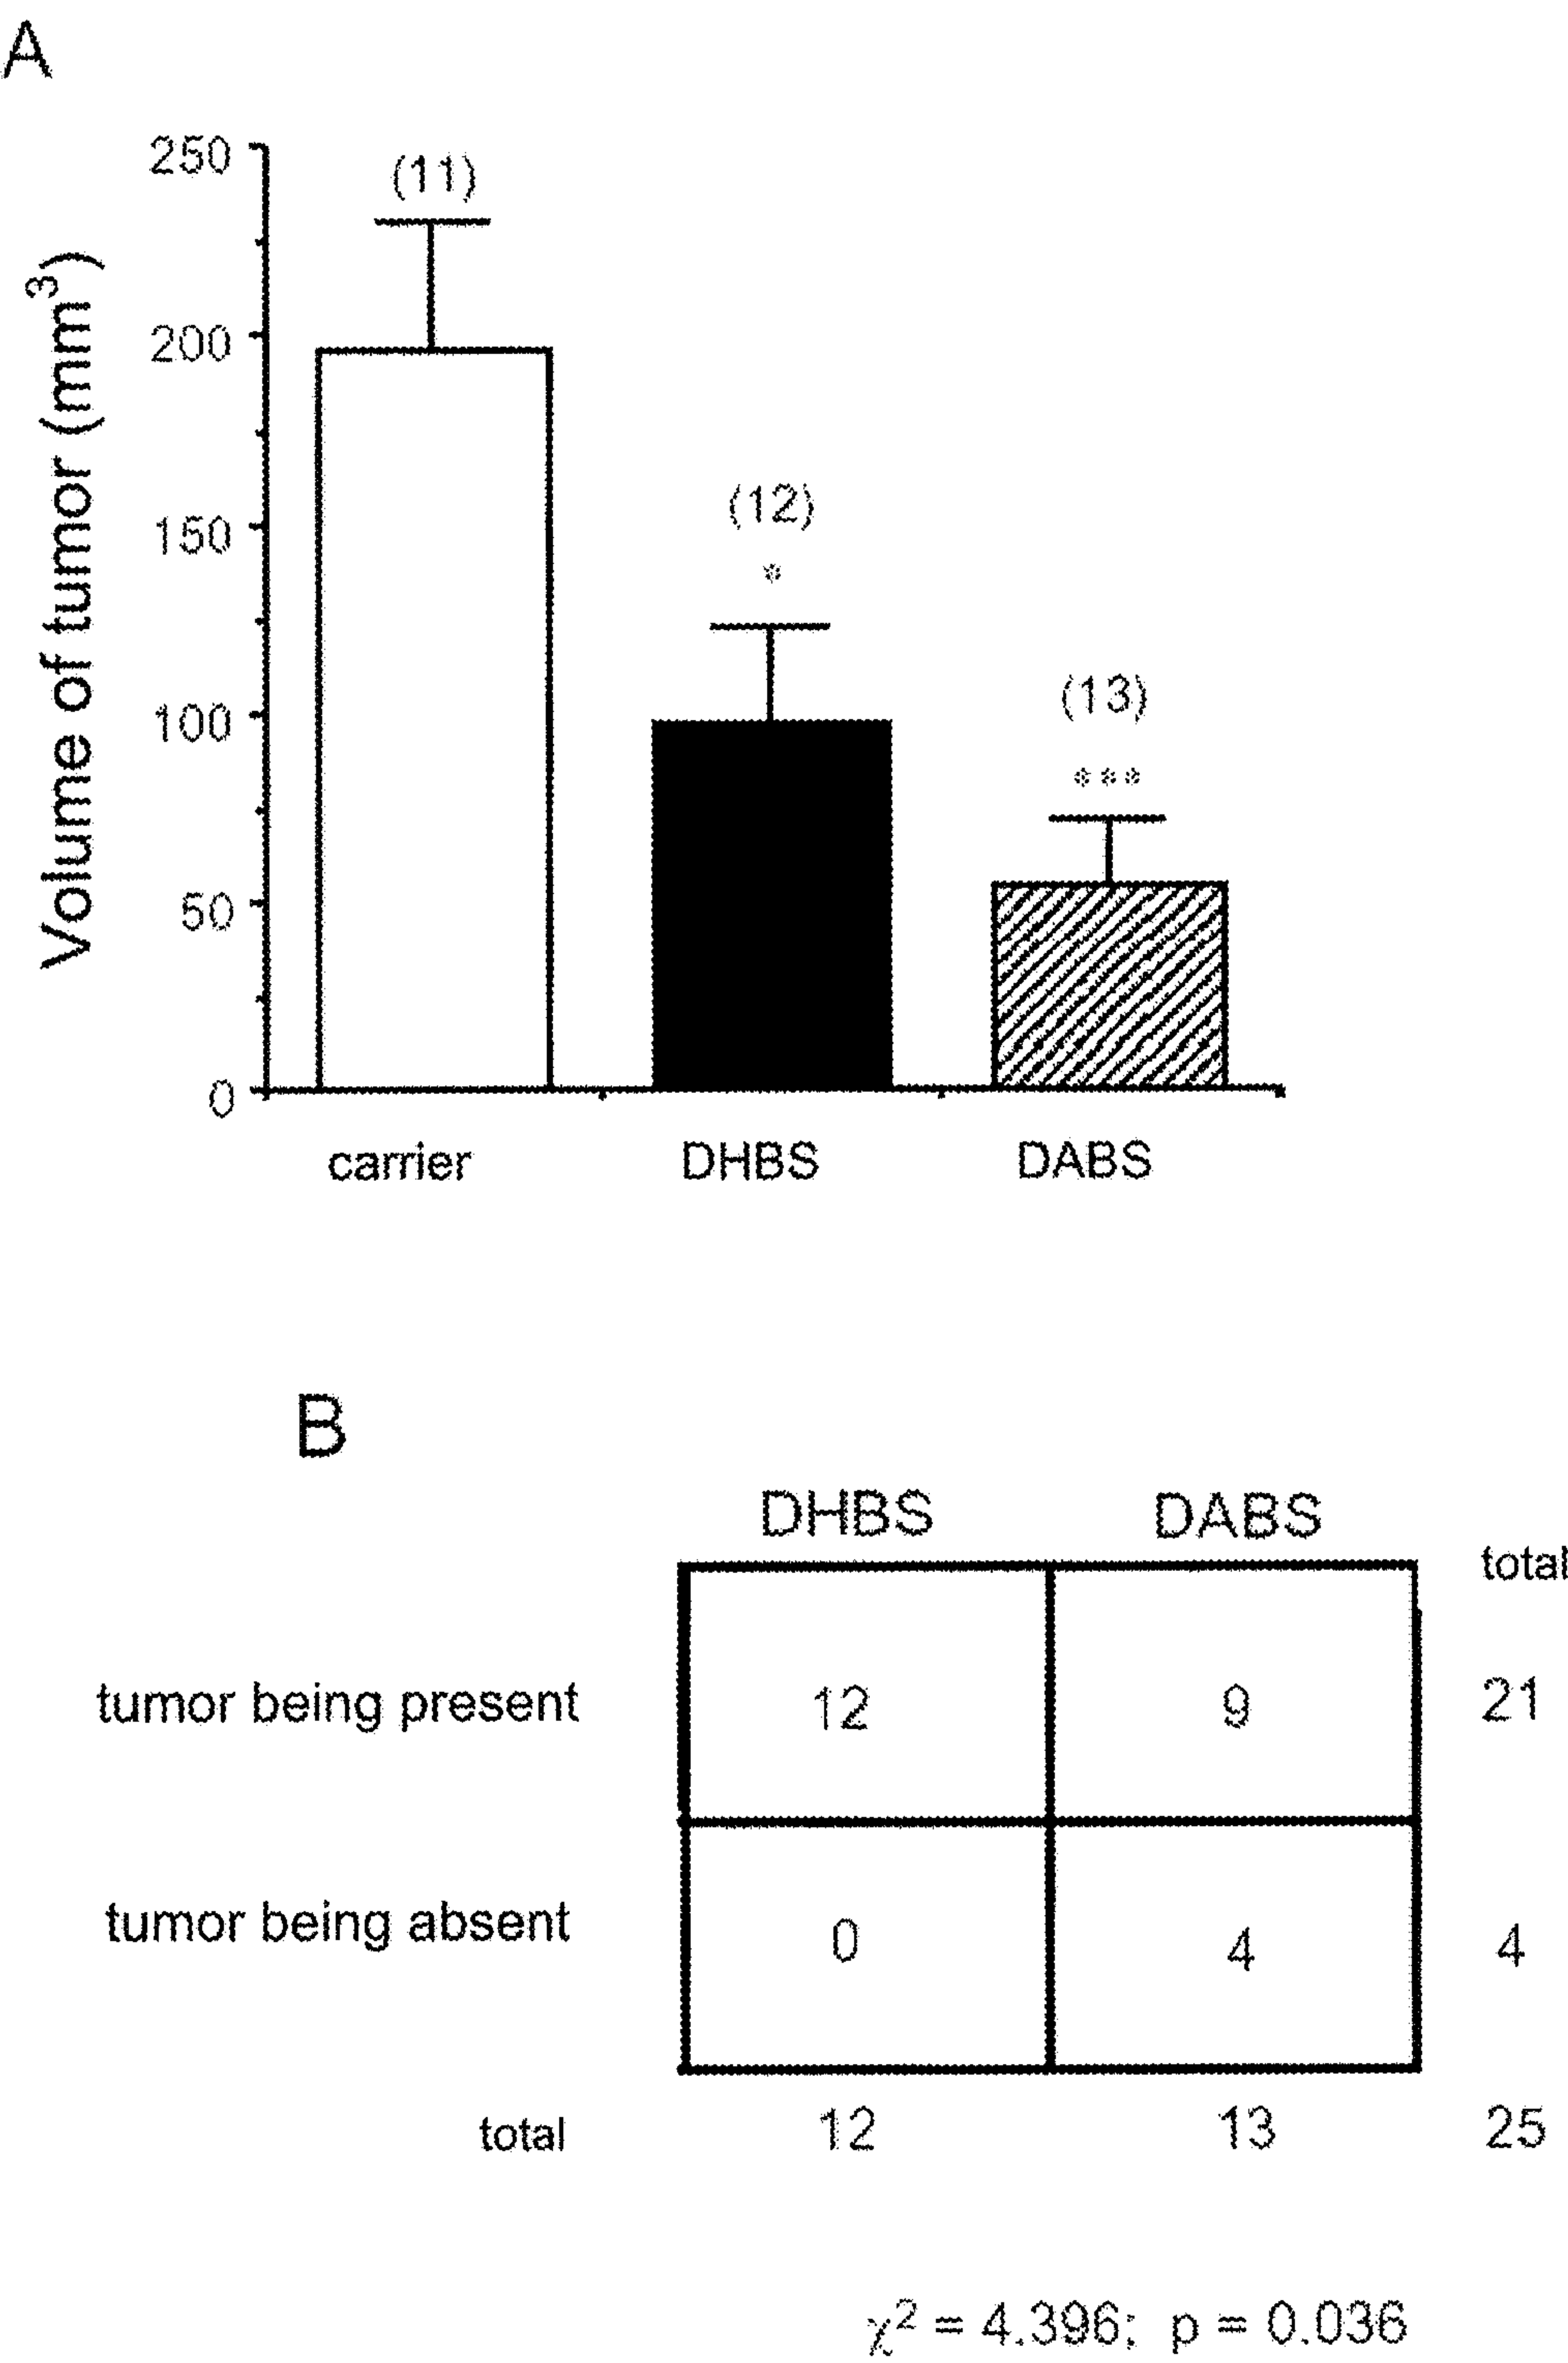 A
250
200
150
100
50
0
Volume of tumor (mm³)
(11)
(12)
*
(13)
***
carrier DHBS DABS
B
DHBS DABS total
tumor being present 12 9 21
tumor being absent 0 4 4
total 12 13 25
χ² = 4.396; p = 0.036